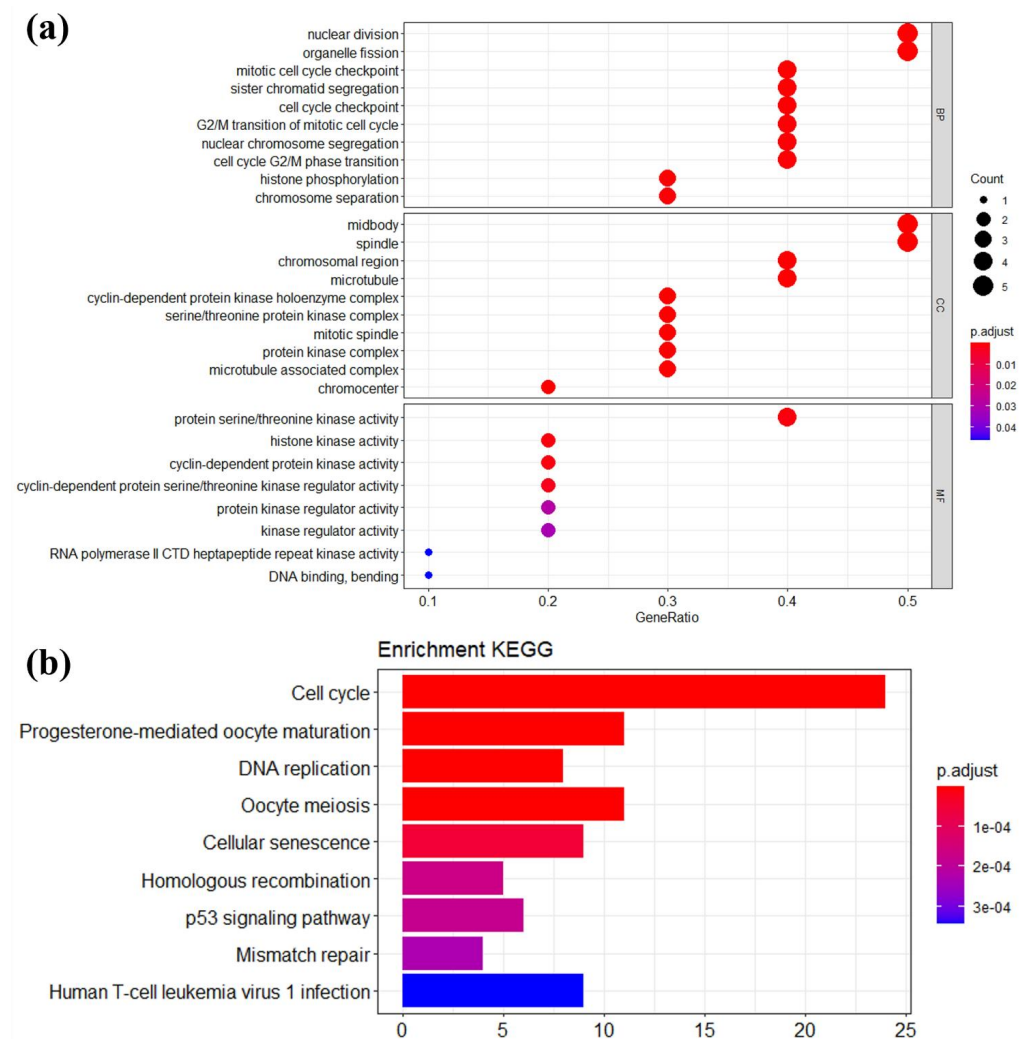 (a)
nuclear division
organelle fission
mitotic cell cycle checkpoint
sister chromatid segregation
cell cycle checkpoint
G2/M transition of mitotic cell cycle
nuclear chromosome segregation
cell cycle G2/M phase transition
histone phosphorylation
chromosome separation
BP
midbody
spindle
chromosomal region
microtubule
cyclin-dependent protein kinase holoenzyme complex
serine/threonine protein kinase complex
mitotic spindle
protein kinase complex
microtubule associated complex
chromocenter
CC
protein serine/threonine kinase activity
histone kinase activity
cyclin-dependent protein kinase activity
cyclin-dependent protein serine/threonine kinase regulator activity
protein kinase regulator activity
kinase regulator activity
RNA polymerase II CTD heptapeptide repeat kinase activity
DNA binding, bending
MF
0.1 0.2 0.3 0.4 0.5
GeneRatio
Count
1
2
3
4
5
p.adjust
0.01
0.02
0.03
0.04
(b)
Enrichment KEGG
Cell cycle
Progesterone-mediated oocyte maturation
DNA replication
Oocyte meiosis
Cellular senescence
Homologous recombination
p53 signaling pathway
Mismatch repair
Human T-cell leukemia virus 1 infection
0 5 10 15 20 25
p.adjust
1e-04
2e-04
3e-04